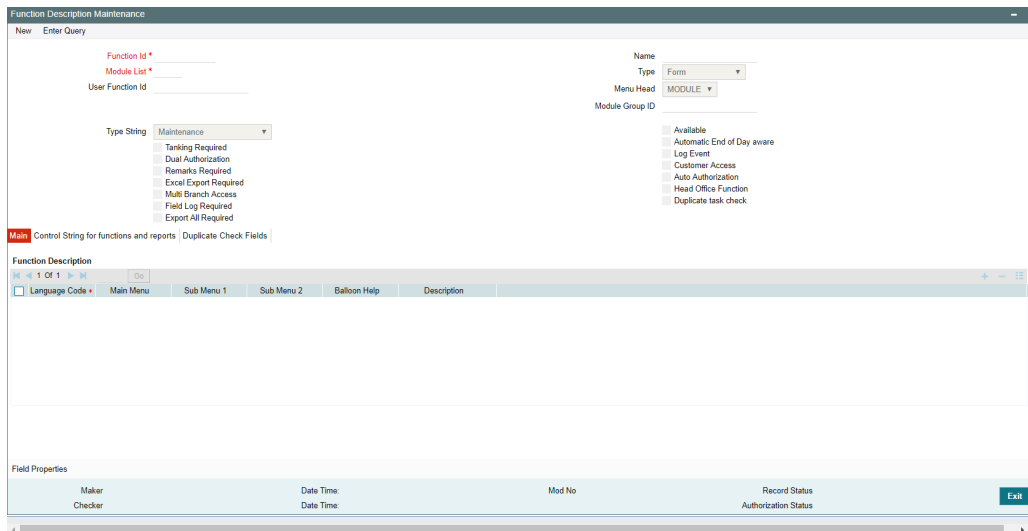 Function Description Maintenance
New Enter Query
Function Id * Name
Module List * Type Form
User Function Id Menu Head MODULE
Module Group ID
Type String Maintenance Available
Tanking Required Automatic End of Day aware
Dual Authorization Log Event
Remarks Required Customer Access
Excel Export Required Auto Authorization
Multi Branch Access Head Office Function
Field Log Required Duplicate task check
Export All Required
Main Control String for functions and reports Duplicate Check Fields
Function Description
1 Of 1 Go
Language Code * Main Menu Sub Menu 1 Sub Menu 2 Balloon Help Description
Field Properties
Maker Date Time: Mod No Record Status
Checker Date Time: Authorization Status
Exit